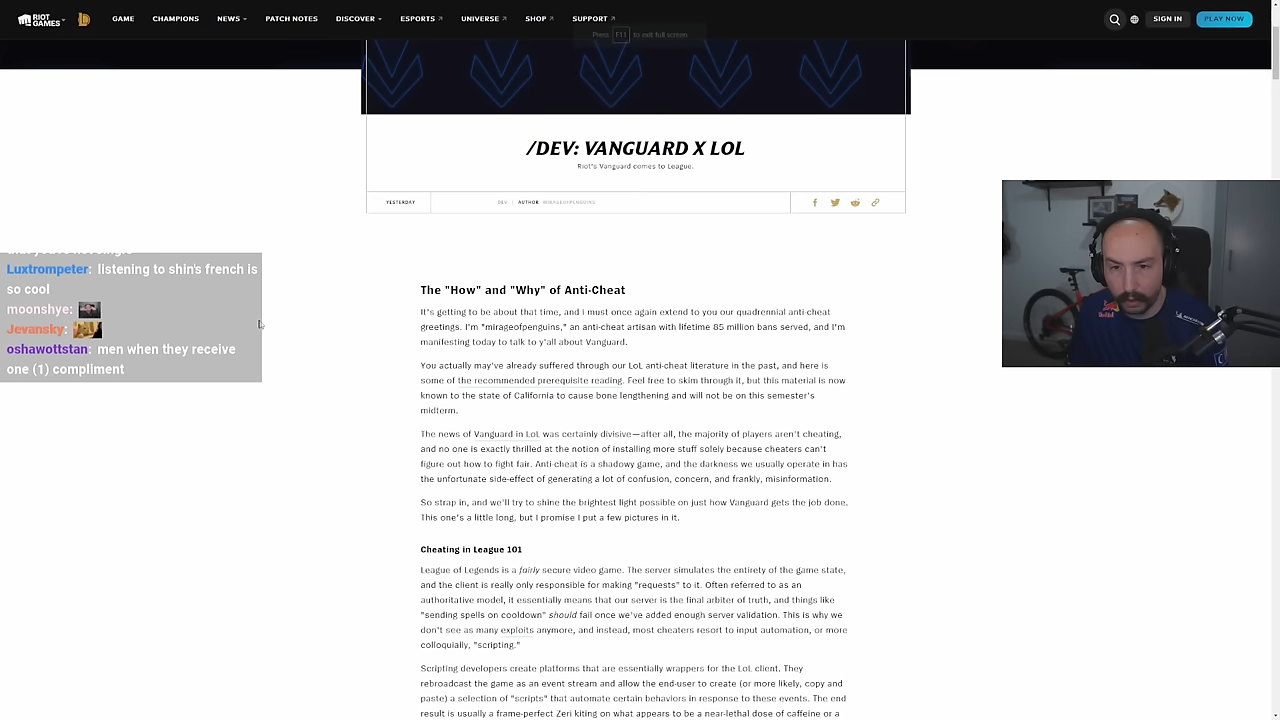 RIOT GAMES
GAME
CHAMPIONS
NEWS
PATCH NOTES
DISCOVER
ESPORTS
UNIVERSE
SHOP
SUPPORT
SIGN IN
PLAY NOW
Press F11 to exit full screen
/DEV: VANGUARD X LOL
Riot's Vanguard comes to League.
YESTERDAY
DEV | AUTHOR MIRAGEOFPENGUINS
Luxtrompeter: listening to shin's french is
so cool
moonshye:
Jevansky:
oshawottstan: men when they receive
one (1) compliment
The "How" and "Why" of Anti-Cheat
It's getting to be about that time, and I must once again extend to you our quadrennial anti-cheat
greetings. I'm "mirageofpenguins," an anti-cheat artisan with lifetime 85 million bans served, and I'm
manifesting today to talk to y'all about Vanguard.
You actually may've already suffered through our LoL anti-cheat literature in the past, and here is
some of the recommended prerequisite reading. Feel free to skim through it, but this material is now
known to the state of California to cause bone lengthening and will not be on this semester's
midterm.
The news of Vanguard in LoL was certainly divisive—after all, the majority of players aren't cheating,
and no one is exactly thrilled at the notion of installing more stuff solely because cheaters can't
figure out how to fight fair. Anti-cheat is a shadowy game, and the darkness we usually operate in has
the unfortunate side-effect of generating a lot of confusion, concern, and frankly, misinformation.
So strap in, and we'll try to shine the brightest light possible on just how Vanguard gets the job done.
This one's a little long, but I promise I put a few pictures in it.
Cheating in League 101
League of Legends is a fairly secure video game. The server simulates the entirety of the game state,
and the client is really only responsible for making "requests" to it. Often referred to as an
authoritative model, it essentially means that our server is the final arbiter of truth, and things like
"sending spells on cooldown" should fail once we've added enough server validation. This is why we
don't see as many exploits anymore, and instead, most cheaters resort to input automation, or more
colloquially, "scripting."
Scripting developers create platforms that are essentially wrappers for the LoL client. They
rebroadcast the game as an event stream and allow the end-user to create (or more likely, copy and
paste) a selection of "scripts" that automate certain behaviors in response to these events. The end
result is usually a frame-perfect Zeri kiting on what appears to be a near-lethal dose of caffeine or a